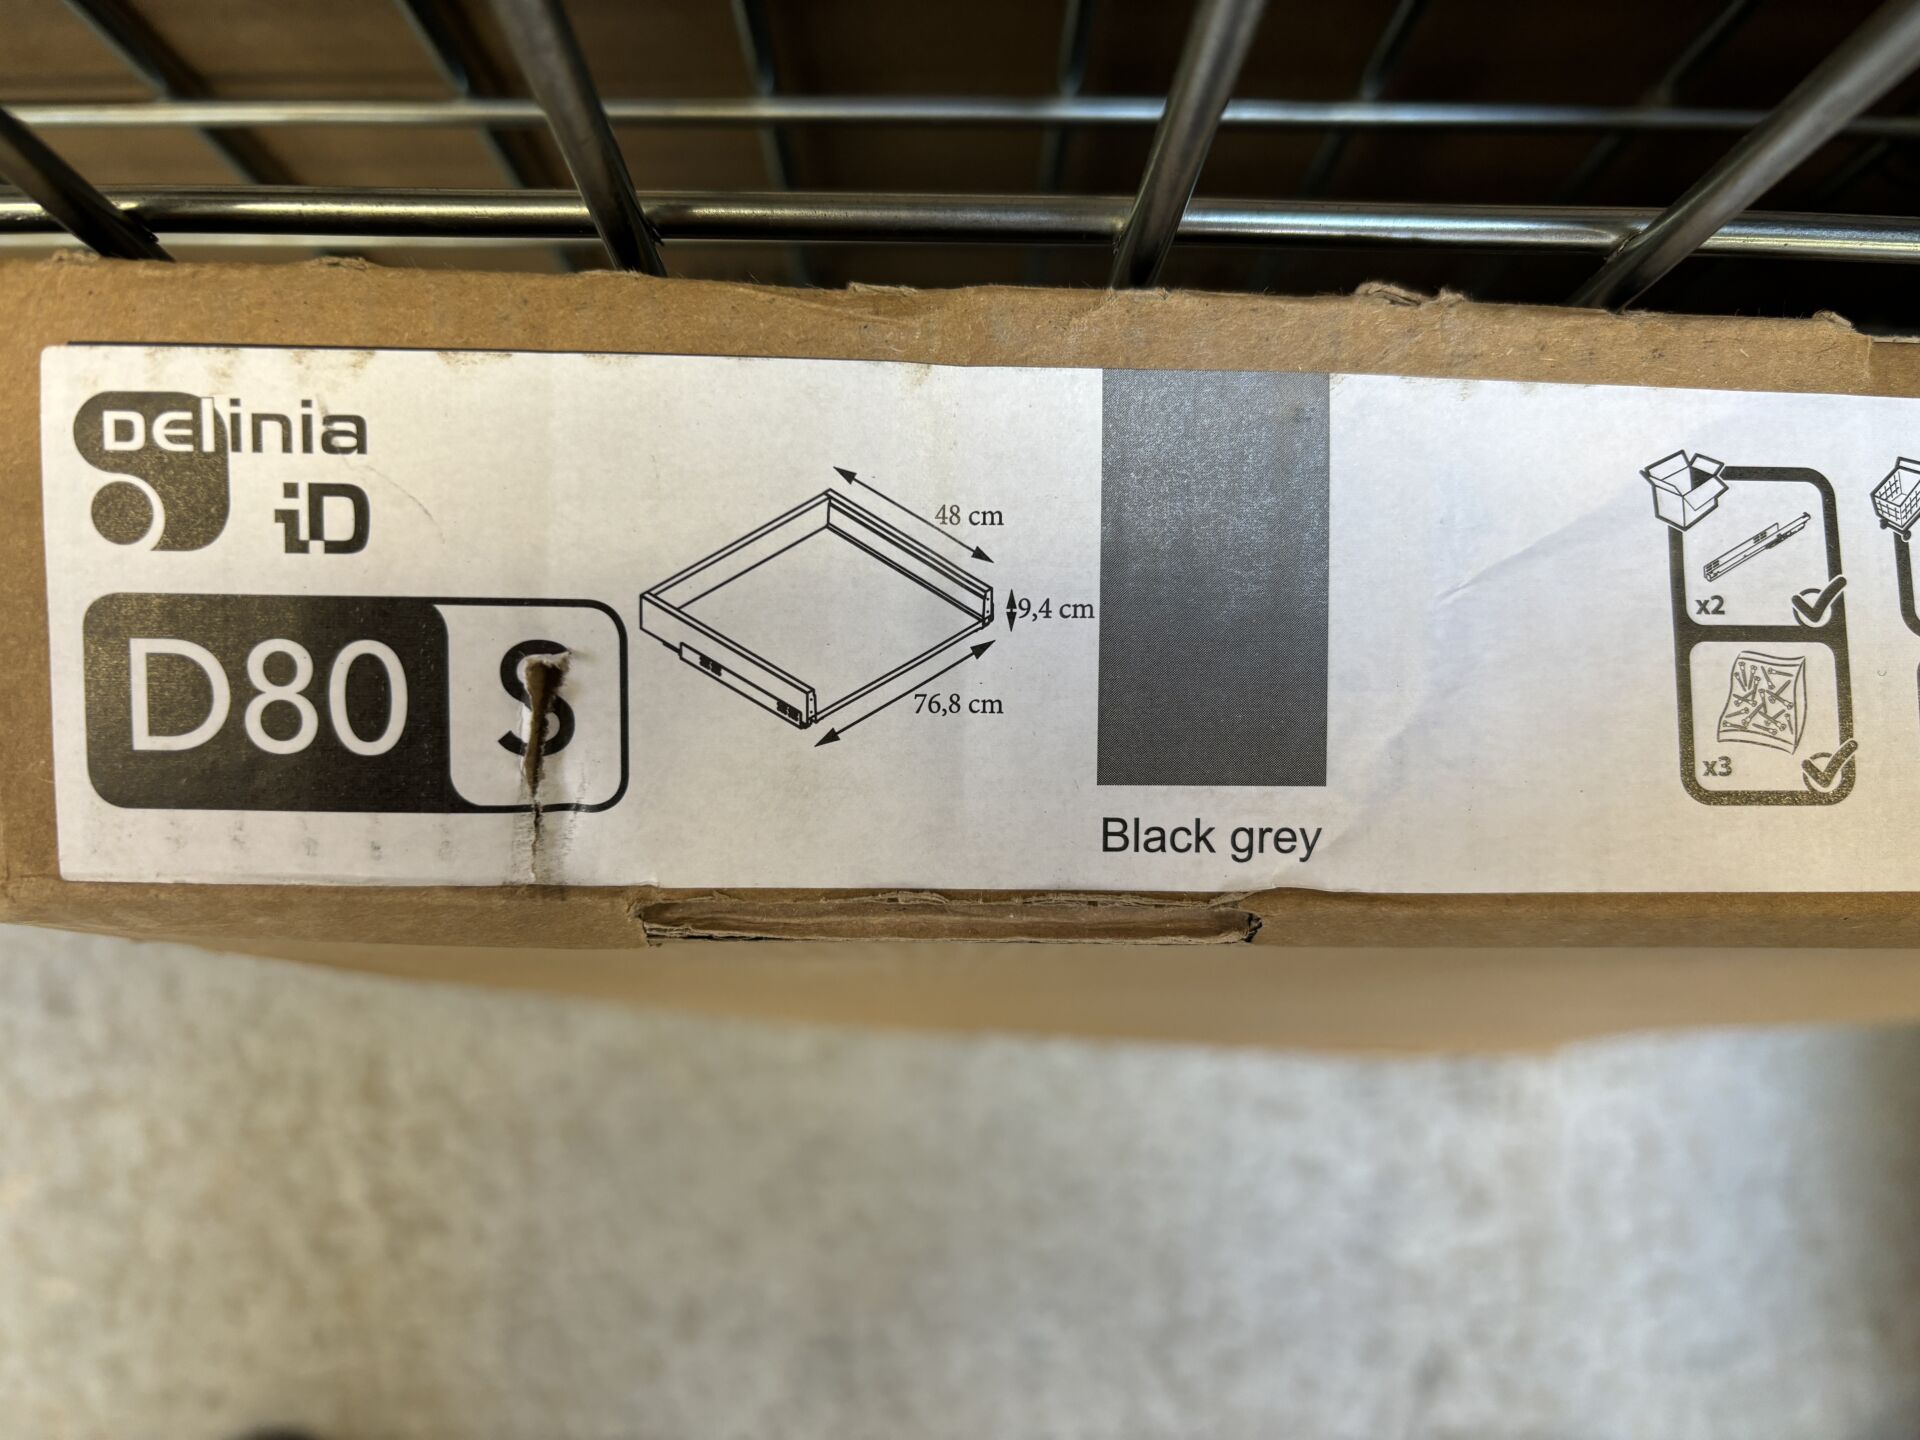 Delinia
iD
D80 S
48 cm
9,4 cm
76,8 cm
Black grey
x2
x3